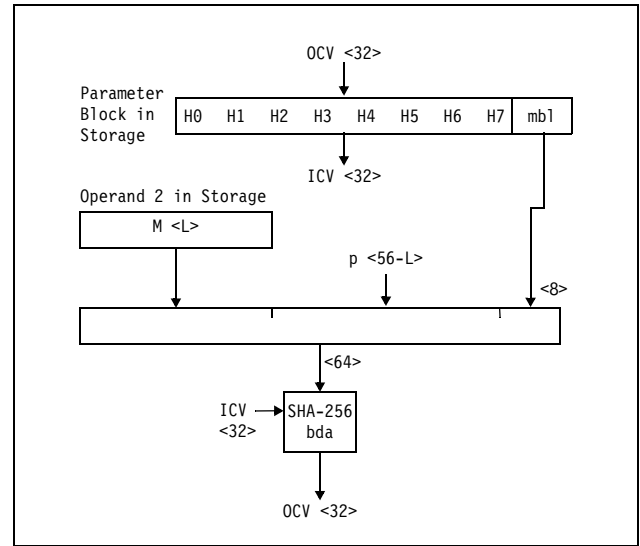 OCV <32>
Parameter
Block in
Storage
H0 H1 H2 H3 H4 H5 H6 H7 mbl
ICV <32>
Operand 2 in Storage
M <L>
p <56-L>
<8>
<64>
ICV
<32>
SHA-256
bda
OCV <32>